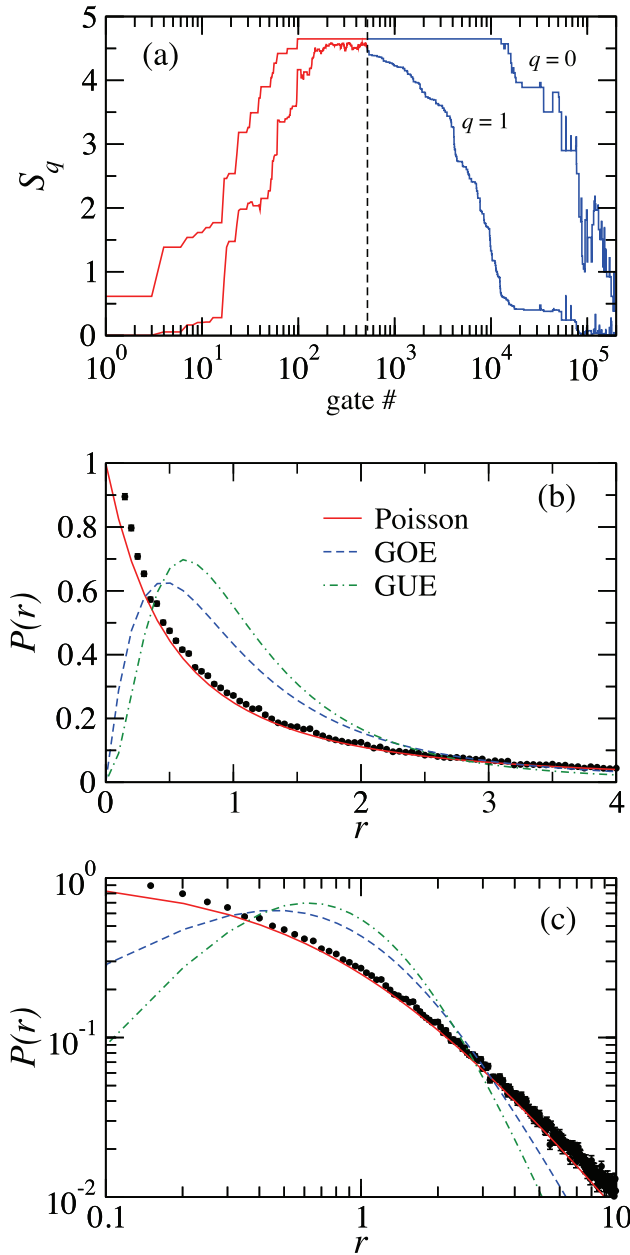 5
4
3
2
1
0
S_q
(a)
q = 0
q = 1
10^0 10^1 10^2 10^3 10^4 10^5
gate #
1
0.8
0.6
0.4
0.2
0
P(r)
(b)
Poisson
GOE
GUE
0 1 2 3 4
r
10^0
10^-1
10^-2
P(r)
(c)
0.1 1 10
r